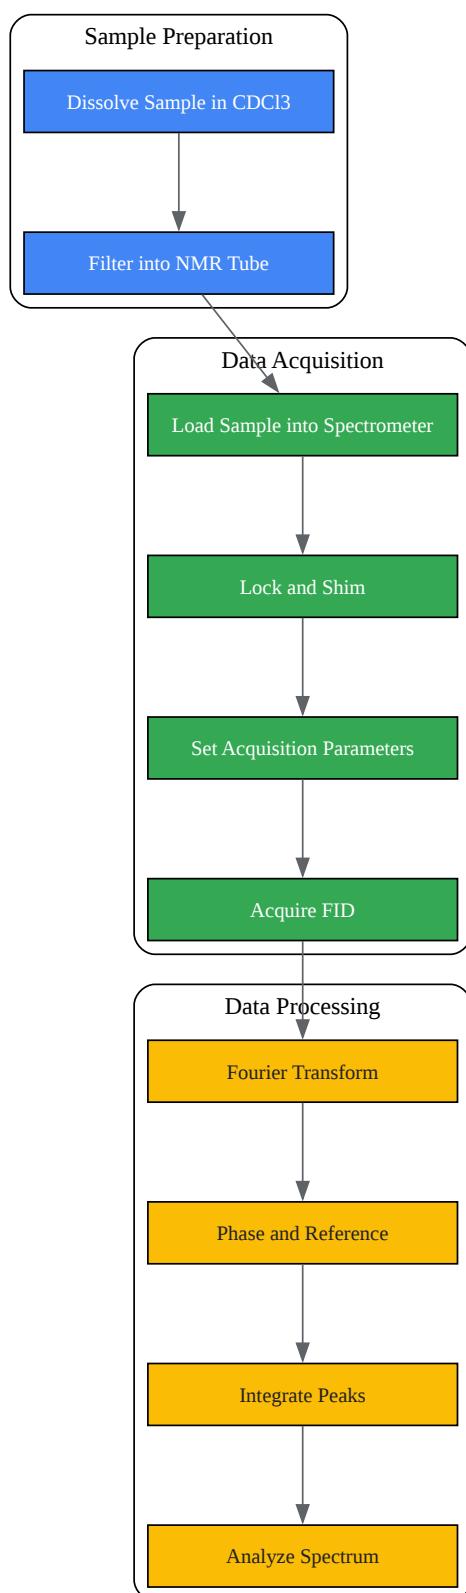 Sample Preparation
Dissolve Sample in CDCl3
Filter into NMR Tube
Data Acquisition
Load Sample into Spectrometer
Lock and Shim
Set Acquisition Parameters
Acquire FID
Data Processing
Fourier Transform
Phase and Reference
Integrate Peaks
Analyze Spectrum